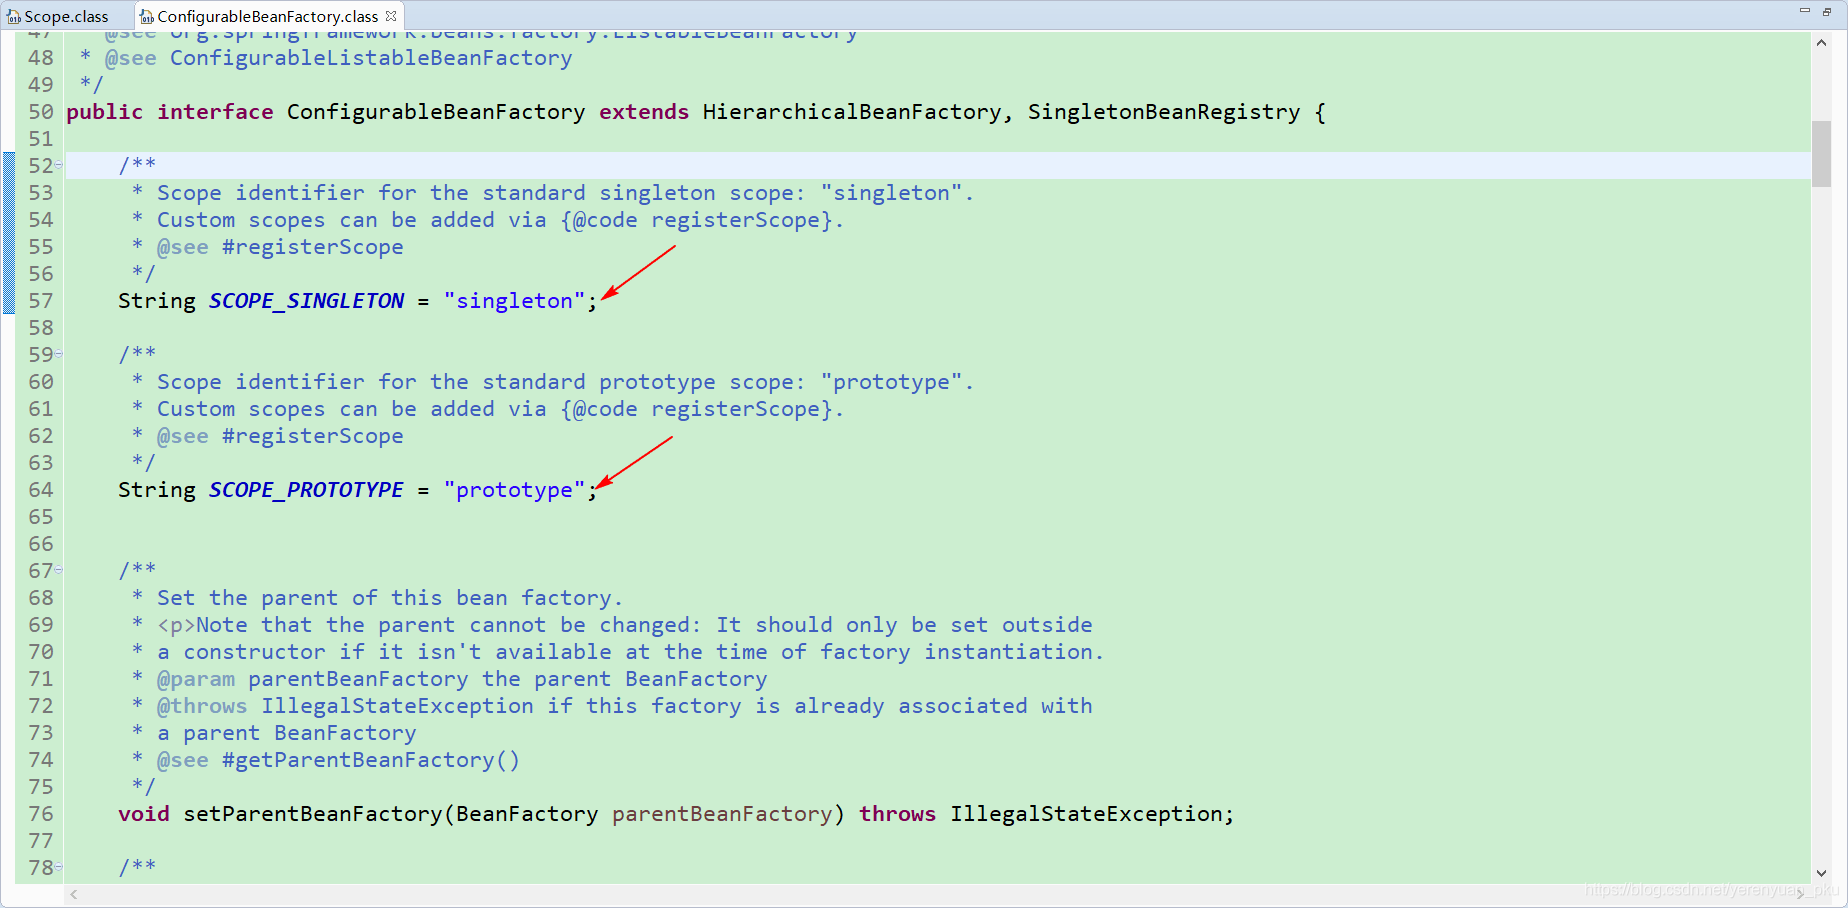 Scope.class ConfigurableBeanFactory.class
47 @see org.springframework.beans.factory.ListableBeanFactory
48 * @see ConfigurableListableBeanFactory
49 */
50 public interface ConfigurableBeanFactory extends HierarchicalBeanFactory, SingletonBeanRegistry {
51
52 /**
53 * Scope identifier for the standard singleton scope: "singleton".
54 * Custom scopes can be added via {@code registerScope}.
55 * @see #registerScope
56 */
57 String SCOPE_SINGLETON = "singleton";
58
59 /**
60 * Scope identifier for the standard prototype scope: "prototype".
61 * Custom scopes can be added via {@code registerScope}.
62 * @see #registerScope
63 */
64 String SCOPE_PROTOTYPE = "prototype";
65
66
67 /**
68 * Set the parent of this bean factory.
69 * <p>Note that the parent cannot be changed: It should only be set outside
70 * a constructor if it isn't available at the time of factory instantiation.
71 * @param parentBeanFactory the parent BeanFactory
72 * @throws IllegalStateException if this factory is already associated with
73 * a parent BeanFactory
74 * @see #getParentBeanFactory()
75 */
76 void setParentBeanFactory(BeanFactory parentBeanFactory) throws IllegalStateException;
77
78 /**
https://blog.csdn.net/yerenyuan_pku